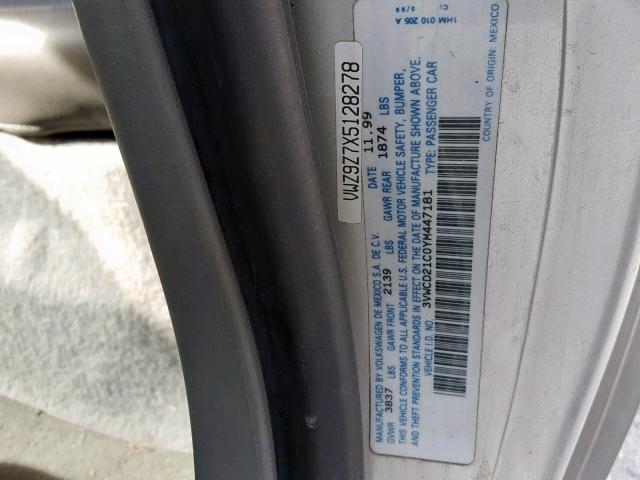 VWZ9Z7X5128278
MANUFACTURED BY VOLKSWAGEN DE MEXICO S.A. DE C.V. DATE 11.99
GVWR 3837 LBS GAWR FRONT 2139 LBS GAWR REAR 1874 LBS
THIS VEHICLE CONFORMS TO ALL APPLICABLE U.S. FEDERAL MOTOR VEHICLE SAFETY, BUMPER,
AND THEFT PREVENTION STANDARDS IN EFFECT ON THE DATE OF MANUFACTURE SHOWN ABOVE.
VEHICLE I.D. NO. 3VWCD21C0YM447181 TYPE: PASSENGER CAR
1HM 010 205 A
5/99
COUNTRY OF ORIGIN: MEXICO